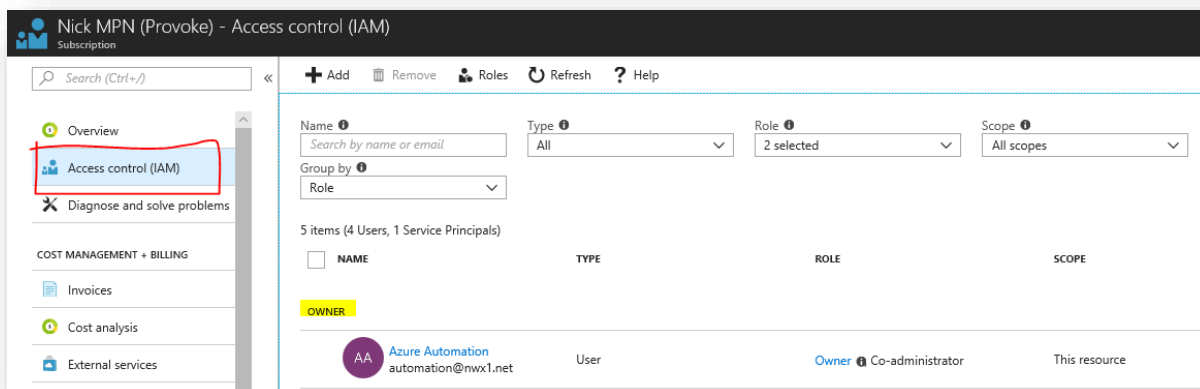 Nick MPN (Provoke) - Access control (IAM)
Subscription
Search (Ctrl+/)
«
Overview
Access control (IAM)
Diagnose and solve problems
COST MANAGEMENT + BILLING
Invoices
Cost analysis
External services
Add Remove Roles Refresh ? Help
Name Type Role Scope
Search by name or email All 2 selected All scopes
Group by
Role
5 items (4 Users, 1 Service Principals)
NAME TYPE ROLE SCOPE
OWNER
AA Azure Automation User Owner Co-administrator This resource
automation@nwx1.net